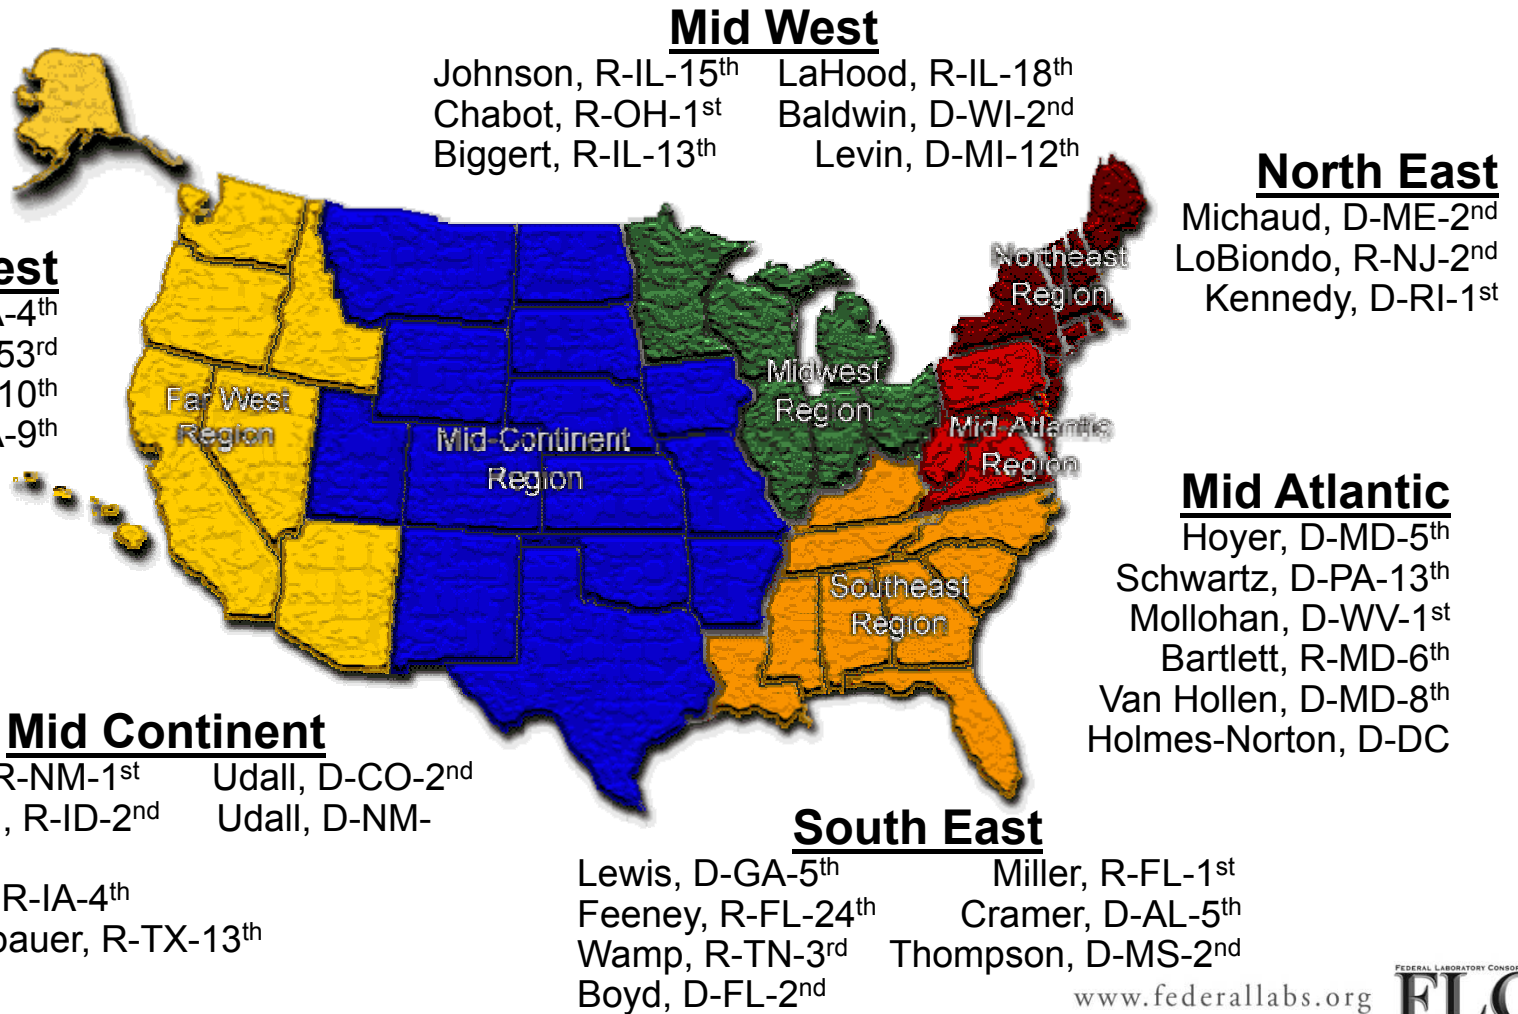 Mid West
Johnson, R-IL-15th LaHood, R-IL-18th
Chabot, R-OH-1st Baldwin, D-WI-2nd
Biggert, R-IL-13th Levin, D-MI-12th
North East
Michaud, D-ME-2nd
LoBiondo, R-NJ-2nd
Kennedy, D-RI-1st
est
-4th
53rd
10th
-9th
Northeast
Region
Midwest
Region
Far West
Region
Mid-Continent
Region
Mid-Atlantic
Region
Southeast
Region
Mid Atlantic
Hoyer, D-MD-5th
Schwartz, D-PA-13th
Mollohan, D-WV-1st
Bartlett, R-MD-6th
Van Hollen, D-MD-8th
Holmes-Norton, D-DC
Mid Continent
R-NM-1st Udall, D-CO-2nd
, R-ID-2nd Udall, D-NM-
R-IA-4th
bauer, R-TX-13th
South East
Lewis, D-GA-5th Miller, R-FL-1st
Feeney, R-FL-24th Cramer, D-AL-5th
Wamp, R-TN-3rd Thompson, D-MS-2nd
Boyd, D-FL-2nd
www.federallabs.org
FEDERAL LABORATORY CONSOR
FLC